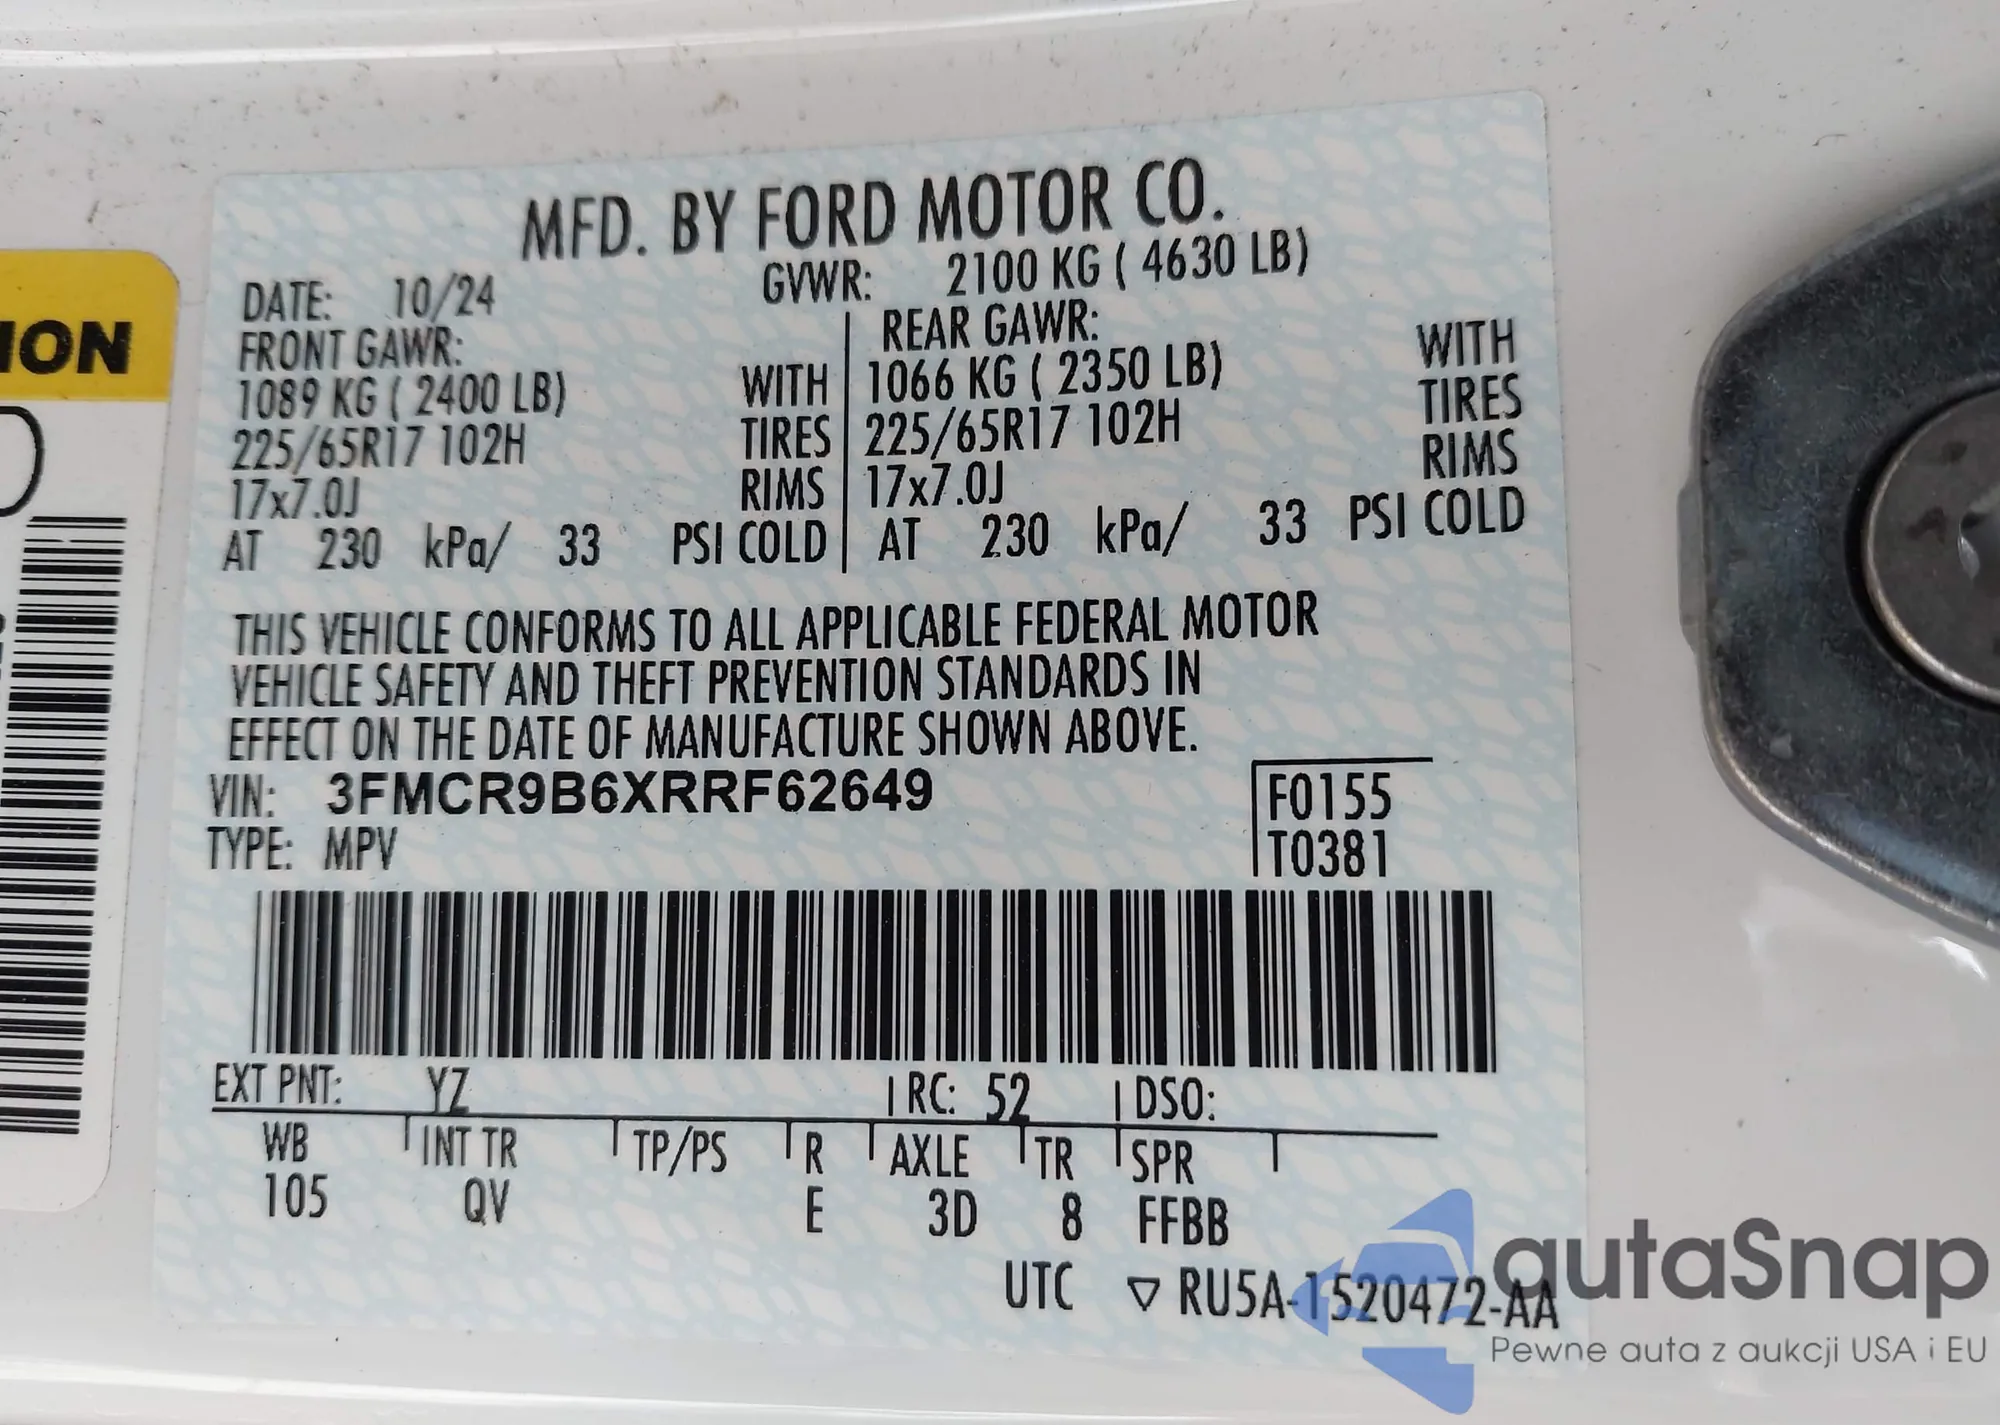 ION
MFD. BY FORD MOTOR CO.
DATE: 10/24 GVWR: 2100 KG ( 4630 LB)
FRONT GAWR: REAR GAWR:
1089 KG ( 2400 LB) WITH 1066 KG ( 2350 LB) WITH
225/65R17 102H TIRES 225/65R17 102H TIRES
17x7.0J RIMS 17x7.0J RIMS
AT 230 kPa/ 33 PSI COLD AT 230 kPa/ 33 PSI COLD
THIS VEHICLE CONFORMS TO ALL APPLICABLE FEDERAL MOTOR
VEHICLE SAFETY AND THEFT PREVENTION STANDARDS IN
EFFECT ON THE DATE OF MANUFACTURE SHOWN ABOVE.
VIN: 3FMCR9B6XRRF62649 F0155
TYPE: MPV T0381
EXT PNT: YZ RC: 52 DSO:
WB INT TR TP/PS R AXLE TR SPR
105 QV E 3D 8 FFBB
UTC ▽ RU5A-1520472-AA
autaSnap
Pewne auta z aukcji USA i EU